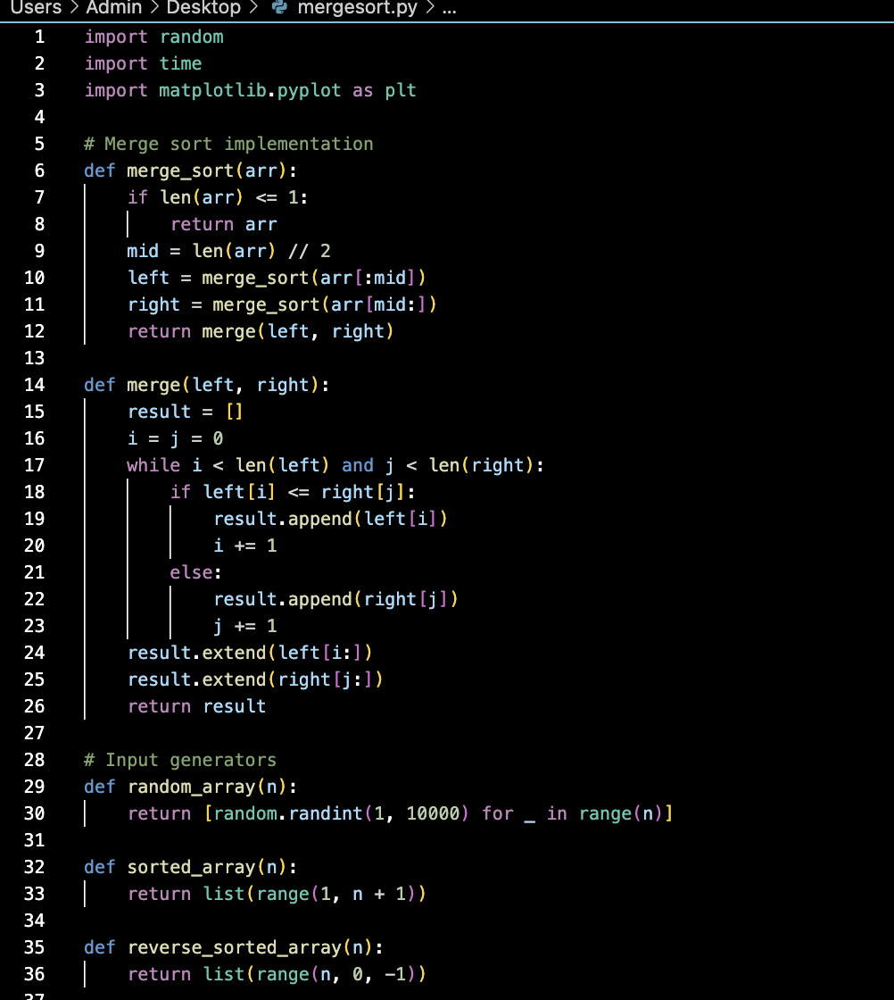 Users > Admin > Desktop > mergesort.py > ...
1 import random
2 import time
3 import matplotlib.pyplot as plt
4
5 # Merge sort implementation
6 def merge_sort(arr):
7     if len(arr) <= 1:
8         return arr
9     mid = len(arr) // 2
10     left = merge_sort(arr[:mid])
11     right = merge_sort(arr[mid:])
12     return merge(left, right)
13
14 def merge(left, right):
15     result = []
16     i = j = 0
17     while i < len(left) and j < len(right):
18         if left[i] <= right[j]:
19             result.append(left[i])
20             i += 1
21         else:
22             result.append(right[j])
23             j += 1
24     result.extend(left[i:])
25     result.extend(right[j:])
26     return result
27
28 # Input generators
29 def random_array(n):
30     return [random.randint(1, 10000) for _ in range(n)]
31
32 def sorted_array(n):
33     return list(range(1, n + 1))
34
35 def reverse_sorted_array(n):
36     return list(range(n, 0, -1))
37